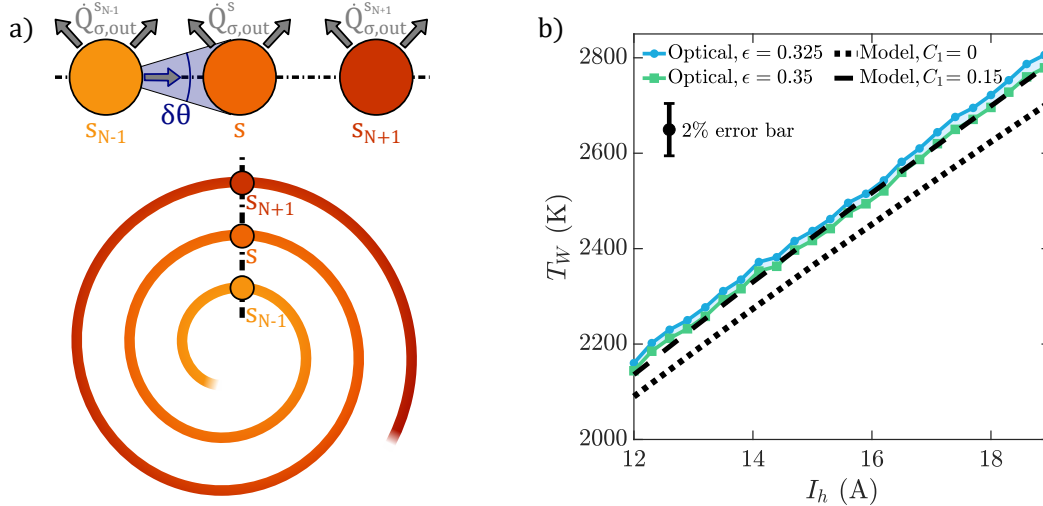 a)
Q̇σ,out^sN-1 Q̇σ,out^s Q̇σ,out^sN+1
δθ
sN-1 s sN+1
sN+1
s
sN-1
b)
Optical, ϵ = 0.325
Optical, ϵ = 0.35
Model, C1 = 0
Model, C1 = 0.15
2% error bar
2800
2600
2400
2200
2000
TW (K)
12 14 16 18
Ih (A)